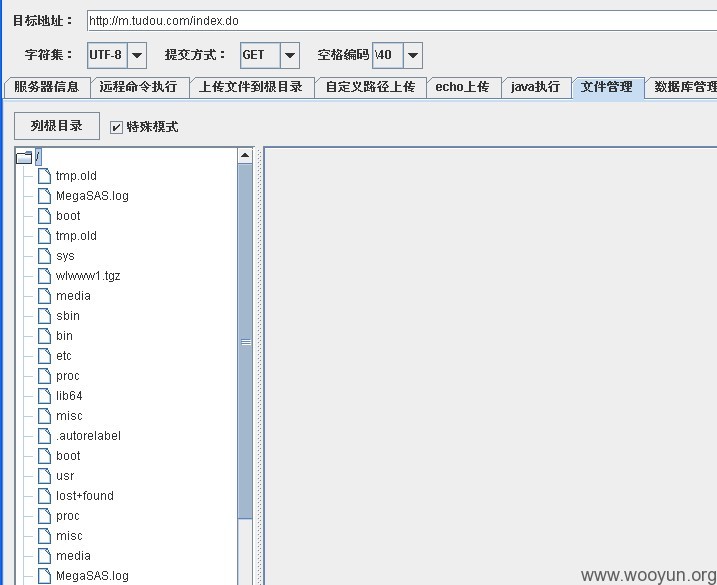 目标地址： http://m.tudou.com/index.do
字符集： UTF-8 提交方式： GET 空格编码 \40
服务器信息 远程命令执行 上传文件到根目录 自定义路径上传 echo上传 java执行 文件管理 数据库管理
列根目录 特殊模式
/
tmp.old
MegaSAS.log
boot
tmp.old
sys
wlwww1.tgz
media
sbin
bin
etc
proc
lib64
misc
.autorelabel
boot
usr
lost+found
proc
misc
media
MegaSAS.log
www.wooyun.org